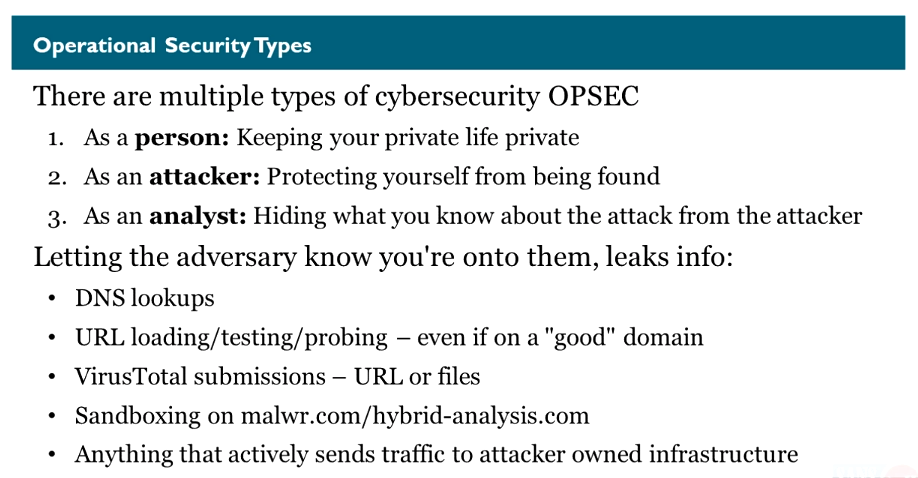 Operational Security Types
There are multiple types of cybersecurity OPSEC
1. As a person: Keeping your private life private
2. As an attacker: Protecting yourself from being found
3. As an analyst: Hiding what you know about the attack from the attacker
Letting the adversary know you're onto them, leaks info:
• DNS lookups
• URL loading/testing/probing – even if on a "good" domain
• VirusTotal submissions – URL or files
• Sandboxing on malwr.com/hybrid-analysis.com
• Anything that actively sends traffic to attacker owned infrastructure